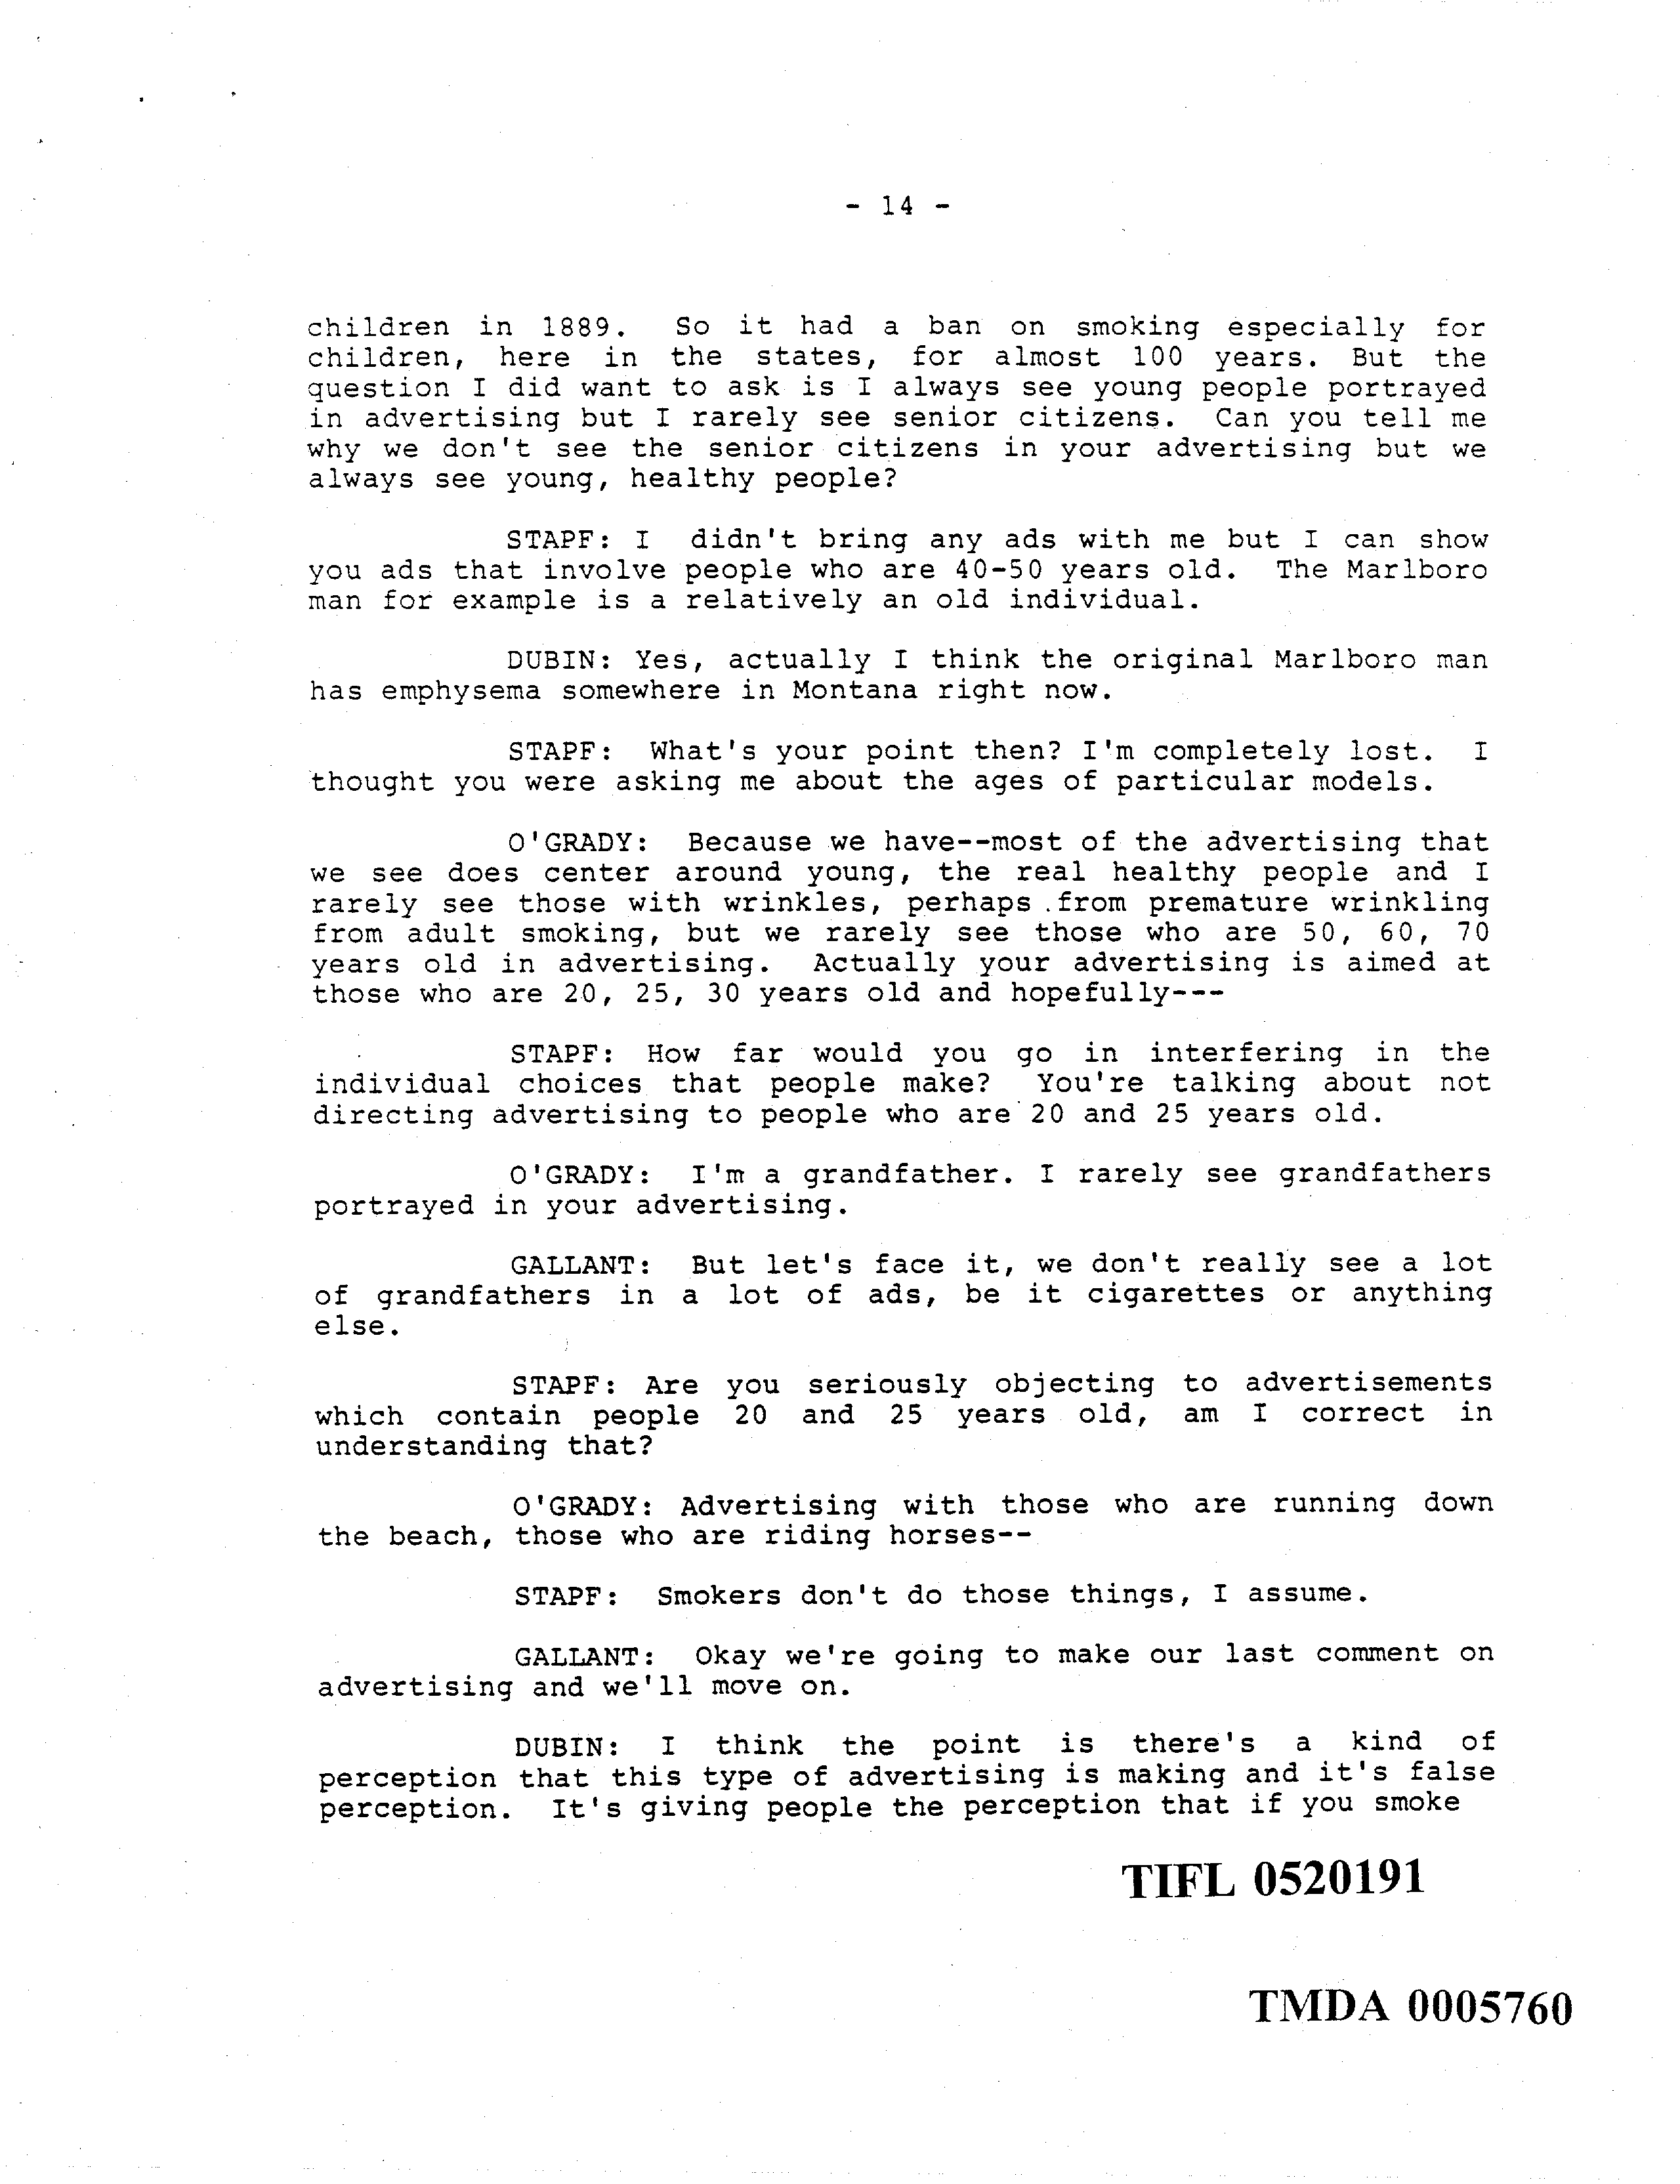 - 14 -
children in 1889. So it had a ban on smoking especially for
children, here in the states, for almost 100 years. But the
question I did want to ask is I always see young people portrayed
in advertising but I rarely see senior citizens. Can you tell me
why we don't see the senior citizens in your advertising but we
always see young, healthy people?
STAPF: I didn't bring any ads with me but I can show
you ads that involve people who are 40-50 years old. The Marlboro
man for example is a relatively an old individual.
DUBIN: Yes, actually I think the original Marlboro man
has emphysema somewhere in Montana right now.
STAPF: What's your point then? I'm completely lost. I
thought you were asking me about the ages of particular models.
O'GRADY: Because we have--most of the advertising that
we see does center around young, the real healthy people and I
rarely see those with wrinkles, perhaps from premature wrinkling
from adult smoking, but we rarely see those who are 50, 60, 70
years old in advertising. Actually your advertising is aimed at
those who are 20, 25, 30 years old and hopefully---
STAPF: How far would you go in interfering in the
individual choices that people make? You're talking about not
directing advertising to people who are 20 and 25 years old.
O'GRADY: I'm a grandfather. I rarely see grandfathers
portrayed in your advertising.
GALLANT: But let's face it, we don't really see a lot
of grandfathers in a lot of ads, be it cigarettes or anything
else.
STAPF: Are you seriously objecting to advertisements
which contain people 20 and 25 years old, am I correct in
understanding that?
O'GRADY: Advertising with those who are running down
the beach, those who are riding horses--
STAPF: Smokers don't do those things, I assume.
GALLANT: Okay we're going to make our last comment on
advertising and we'll move on.
DUBIN: I think the point is there's a kind of
perception that this type of advertising is making and it's false
perception. It's giving people the perception that if you smoke
TIFL 0520191
TMDA 0005760